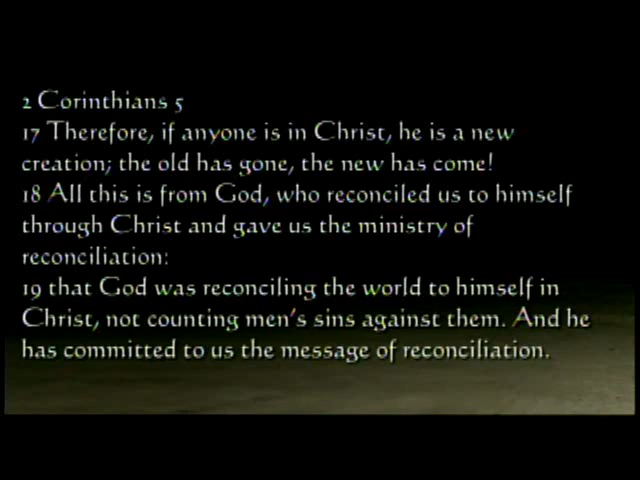 2 Corinthians 5
17 Therefore, if anyone is in Christ, he is a new
creation; the old has gone, the new has come!
18 All this is from God, who reconciled us to himself
through Christ and gave us the ministry of
reconciliation:
19 that God was reconciling the world to himself in
Christ, not counting men's sins against them. And he
has committed to us the message of reconciliation.